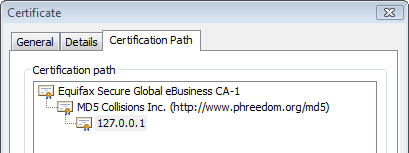 Certificate
General
Details
Certification Path
Certification path
Equifax Secure Global eBusiness CA-1
MD5 Collisions Inc. (http://www.phreedom.org/md5)
127.0.0.1